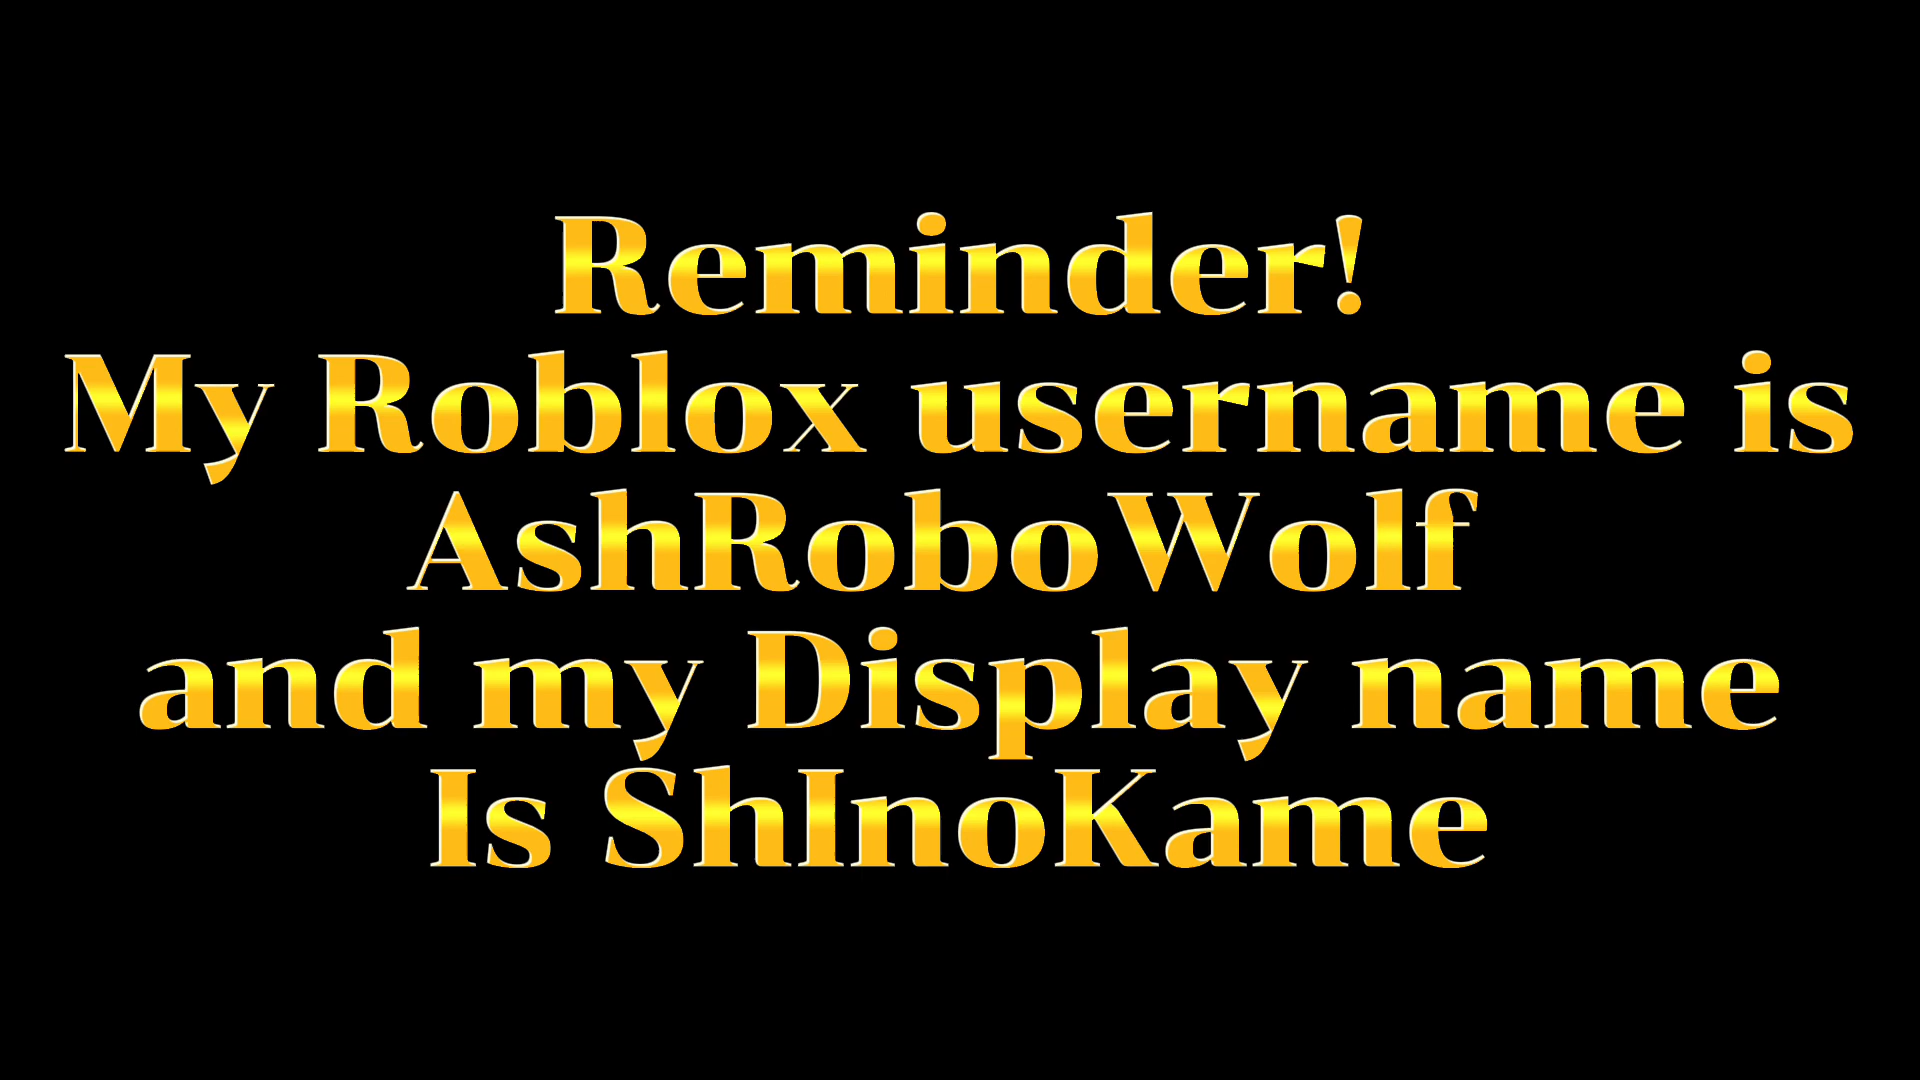 Reminder!
My Roblox username is
AshRoboWolf
and my Display name
Is ShInoKame